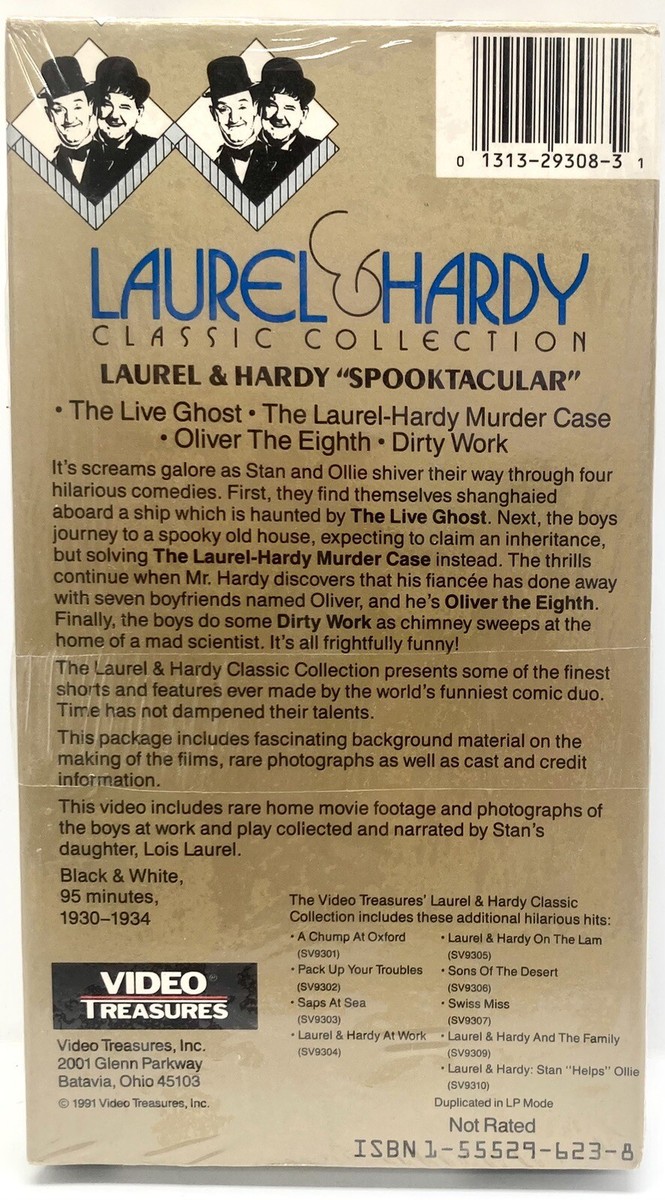 0 1313-29308-3 1
LAUREL & HARDY
CLASSIC COLLECTION
LAUREL & HARDY “SPOOKTACULAR”
• The Live Ghost • The Laurel-Hardy Murder Case
• Oliver The Eighth • Dirty Work
It's screams galore as Stan and Ollie shiver their way through four
hilarious comedies. First, they find themselves shanghaied
aboard a ship which is haunted by The Live Ghost. Next, the boys
journey to a spooky old house, expecting to claim an inheritance,
but solving The Laurel-Hardy Murder Case instead. The thrills
continue when Mr. Hardy discovers that his fiancée has done away
with seven boyfriends named Oliver, and he's Oliver the Eighth.
Finally, the boys do some Dirty Work as chimney sweeps at the
home of a mad scientist. It's all frightfully funny!
The Laurel & Hardy Classic Collection presents some of the finest
shorts and features ever made by the world's funniest comic duo.
Time has not dampened their talents.
This package includes fascinating background material on the
making of the films, rare photographs as well as cast and credit
information.
This video includes rare home movie footage and photographs of
the boys at work and play collected and narrated by Stan's
daughter, Lois Laurel.
Black & White,
95 minutes,
1930–1934
VIDEO®
TREASURES
Video Treasures, Inc.
2001 Glenn Parkway
Batavia, Ohio 45103
© 1991 Video Treasures, Inc.
The Video Treasures' Laurel & Hardy Classic
Collection includes these additional hilarious hits:
• A Chump At Oxford
(SV9301)
• Pack Up Your Troubles
(SV9302)
• Saps At Sea
(SV9303)
• Laurel & Hardy At Work
(SV9304)
• Laurel & Hardy On The Lam
(SV9305)
• Sons Of The Desert
(SV9306)
• Swiss Miss
(SV9307)
• Laurel & Hardy And The Family
(SV9309)
• Laurel & Hardy: Stan "Helps" Ollie
(SV9310)
Duplicated in LP Mode
Not Rated
ISBN 1-55529-623-8